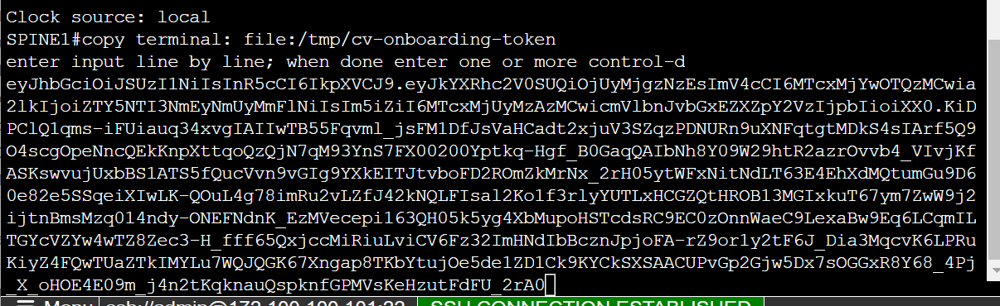 Clock source: local
SPINE1#copy terminal: file:/tmp/cv-onboarding-token
enter input line by line; when done enter one or more control-d
eyJhbGciOiJSUzI1NiIsInR5cCI6IkpXVCJ9.eyJkYXRhc2V0SUQiOjUyMjgzNzEsImV4cCI6MTcxMjYwOTQzMCwia
2lkIjoiZTY5NTI3NmEyNmUyMmFlNiIsIm5iZiI6MTcxMjUyMzAzMCwicmVlbnJvbGxEZXZpY2VzIjpbIioiXX0.KiD
PClQ1qms-iFUiauq34xvgIAIIwTB55Fqvml_jsFM1DfJsVaHCadt2xjuV3SZqzPDNURn9uXNFqtgtMDkS4sIArf5Q9
O4scgOpeNncQEkKnpXttqoQzQjN7qM93YnS7FX00200Yptkq-Hgf_B0GaqQAIbNh8Y09W29htR2azrOvvb4_VIvjKf
ASKswvujUxbBS1ATS5fQucVvn9vGIg9YXkEITJtvboFD2ROmZkMrNx_2rH05ytWFxNitNdLT63E4EhXdMQtumGu9D6
0e82e5SSqeiXIwLK-QOuL4g78imRu2vLZfJ42kNQLFIsal2Ko1f3rlyYUTLxHCGZQtHROB13MGIxkuT67ym7ZwW9j2
ijtnBmsMzq014ndy-ONEFNdnK_EzMVecepi163QH05k5yg4XbMupoHSTcdsRC9EC0zOnnWaeC9LexaBw9Eq6LCqmIL
TGYcVZYw4wTZ8Zec3-H_fff65QxjccMiRiuLviCV6Fz32ImHNdIbBcznJpjoFA-rZ9or1y2tF6J_Dia3MqcvK6LPRu
KiyZ4FQwTUaZTkIMYLu7WQJQGK67Xngap8TKbYtujOe5de1ZD1Ck9KYCkSXSAACUPvGp2Gjw5Dx7sOGGxR8Y68_4Pj
_X_oHOE4E09m_j4n2tKqknauQspknfGPMVsKeHzutFdFU_2rA0
Menu ssh://admin@172.100.100.101:22 SSH CONNECTION ESTABLISHED